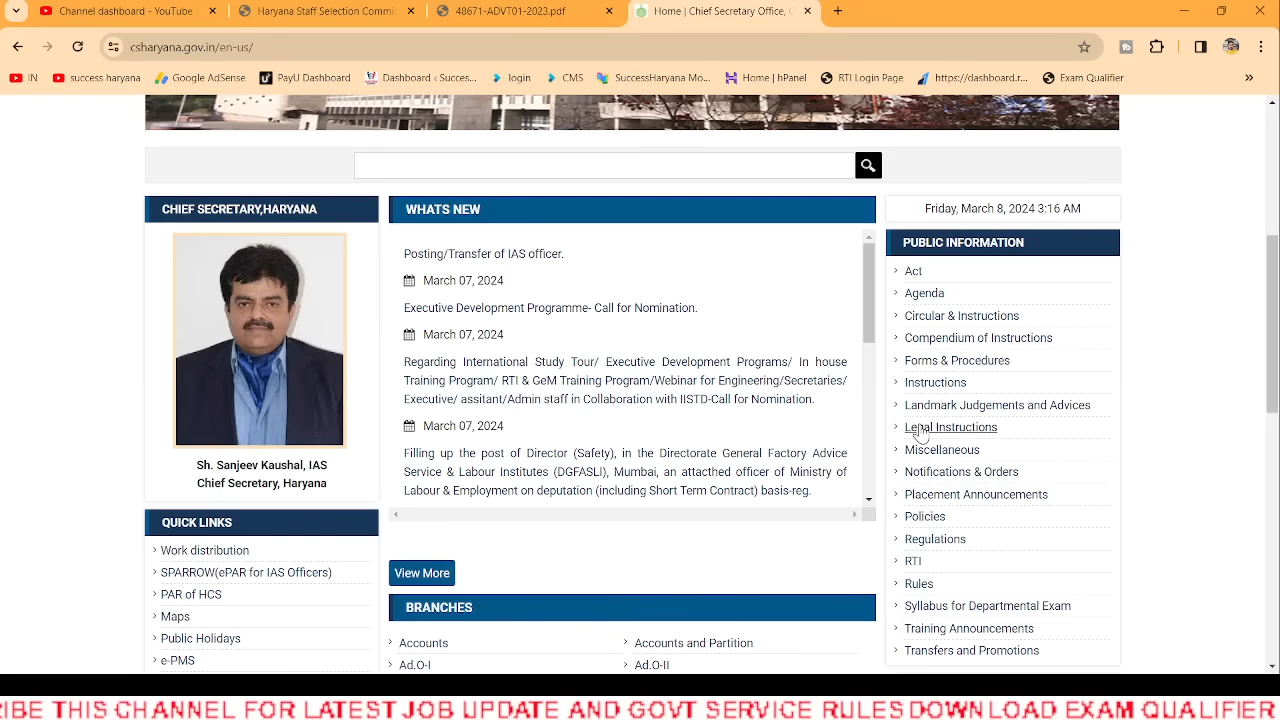 Channel dashboard - YouTube
Haryana Staff Selection Commi
48671-ADVT01-2023.pdf
Home | Chief Secretary Office,
csharyana.gov.in/en-us/
IN
success haryana
Google AdSense
PayU Dashboard
Dashboard ‹ Succes...
login
CMS
SuccessHaryana Mo...
Home | hPanel
RTI Login Page
https://dashboard.r...
Exam Qualifier
CHIEF SECRETARY,HARYANA
Sh. Sanjeev Kaushal, IAS
Chief Secretary, Haryana
QUICK LINKS
Work distribution
SPARROW(ePAR for IAS Officers)
PAR of HCS
Maps
Public Holidays
e-PMS
WHATS NEW
Posting/Transfer of IAS officer.
March 07, 2024
Executive Development Programme- Call for Nomination.
March 07, 2024
Regarding International Study Tour/ Executive Development Programs/ In house
Training Program/ RTI & GeM Training Program/Webinar for Engineering/Secretaries/
Executive/ assitant/Admin staff in Collaboration with IISTD-Call for Nomination.
March 07, 2024
Filling up the post of Director (Safety), in the Directorate General Factory Advice
Service & Labour Institutes (DGFASLI), Mumbai, an attached officer of Ministry of
Labour & Employment on deputation (including Short Term Contract) basis-reg.
View More
BRANCHES
Accounts
Accounts and Partition
Ad.O-I
Ad.O-II
Friday, March 8, 2024 3:16 AM
PUBLIC INFORMATION
Act
Agenda
Circular & Instructions
Compendium of Instructions
Forms & Procedures
Instructions
Landmark Judgements and Advices
Legal Instructions
Miscellaneous
Notifications & Orders
Placement Announcements
Policies
Regulations
RTI
Rules
Syllabus for Departmental Exam
Training Announcements
Transfers and Promotions
IBE THIS CHANNEL FOR LATEST JOB UPDATE AND GOVT SERVICE RULES DOWNLOAD EXAM QUALIFIER